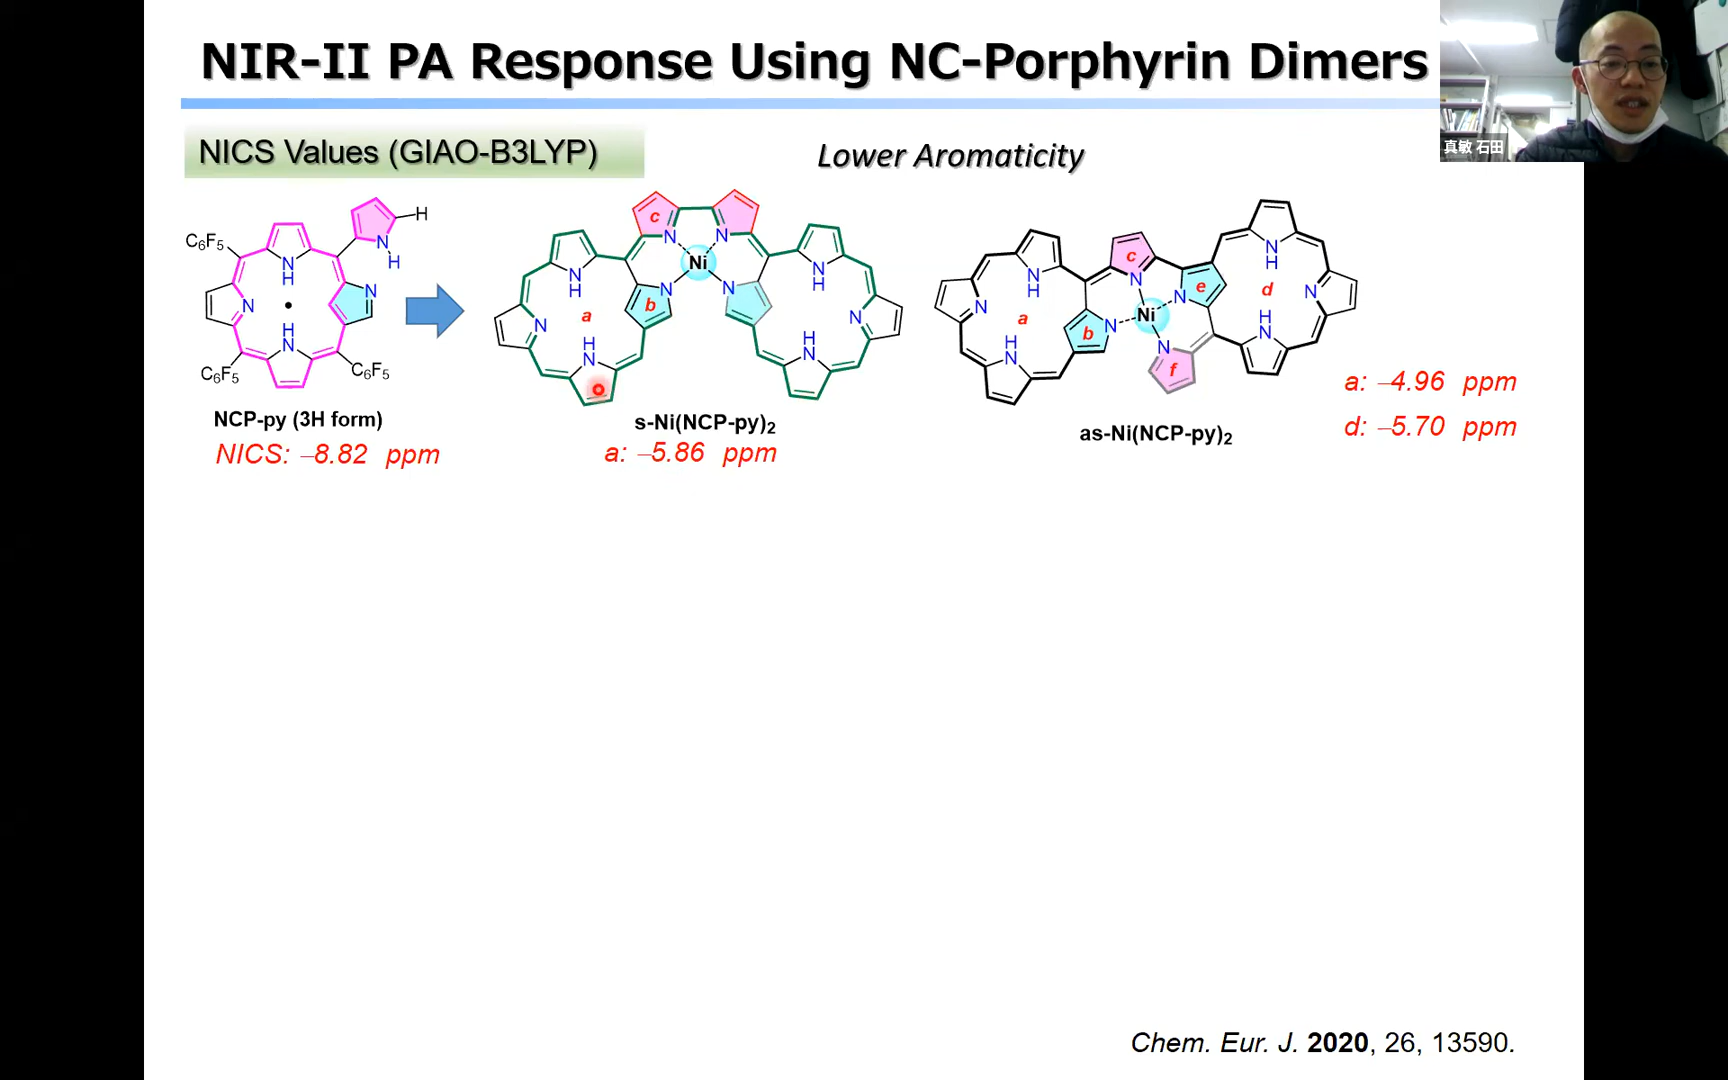 NIR-II PA Response Using NC-Porphyrin Dimers
真敏 石田
NICS Values (GIAO-B3LYP)
Lower Aromaticity
C6F5
C6F5
C6F5
H
N
H
N
H
N
N
H
N
NCP-py (3H form)
NICS: –8.82 ppm
c
N
N
Ni
N
H
N
H
N
a
b
N
N
N
H
N
H
N
s-Ni(NCP-py)2
a: –5.86 ppm
c
N
H
N
H
N
a
b
N
N
Ni
N
e
d
N
H
N
H
N
N
f
as-Ni(NCP-py)2
a: –4.96 ppm
d: –5.70 ppm
Chem. Eur. J. 2020, 26, 13590.